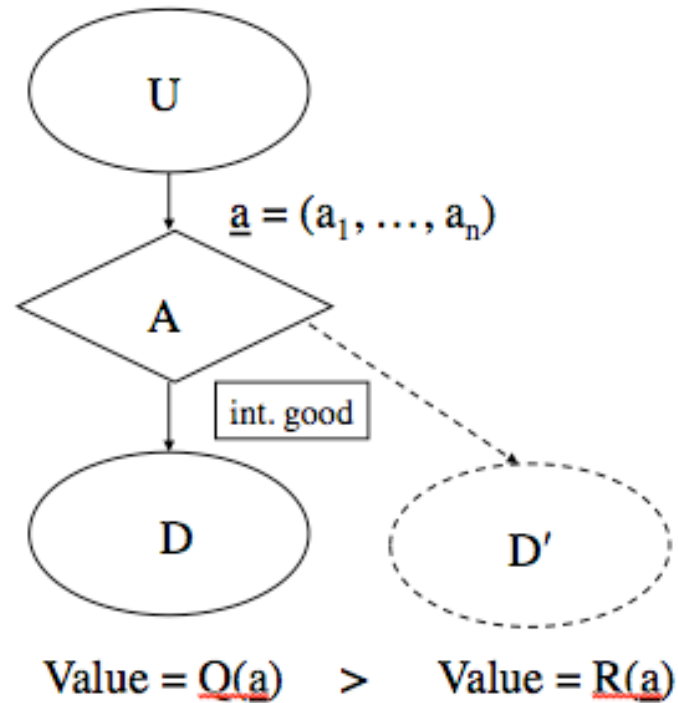 U
a = (a₁, …, aₙ)
A
int. good
D
D′
Value = Q(a) > Value = R(a)